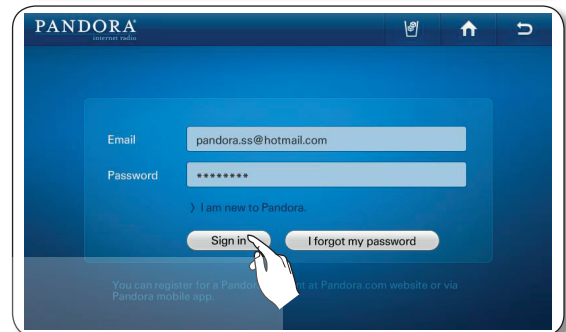 PANDORA®
internet radio
Email
pandora.ss@hotmail.com
Password
********
> I am new to Pandora.
Sign in
I forgot my password
You can register for a Pandora nt at Pandora.com website or via
Pandora mobile app.